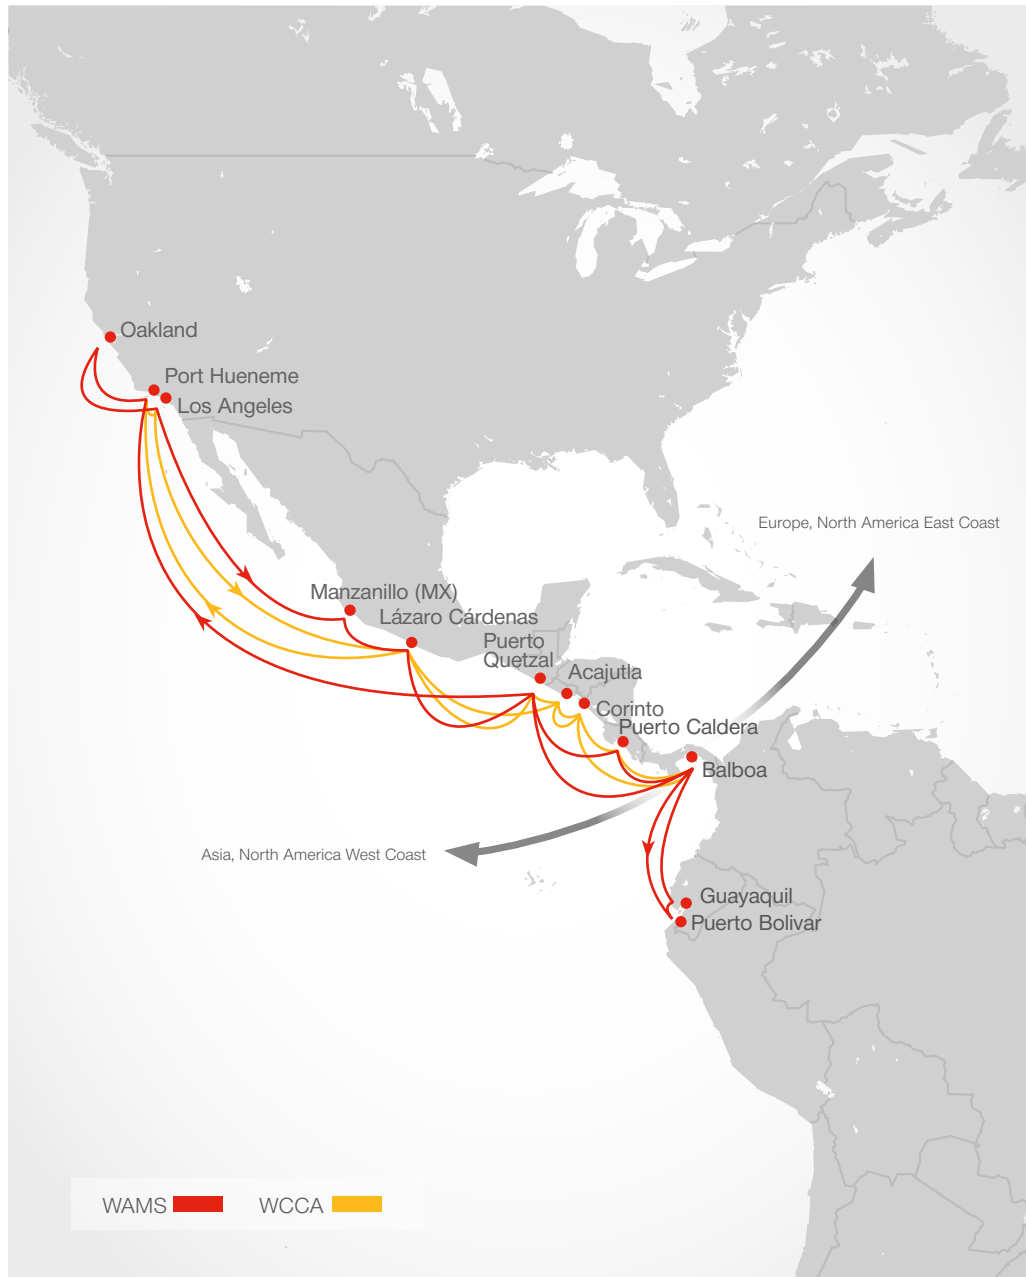 Oakland
Port Hueneme
Los Angeles
Europe, North America East Coast
Manzanillo (MX)
Lázaro Cárdenas
Puerto
Quetzal
Acajutla
Corinto
Puerto Caldera
Balboa
Asia, North America West Coast
Guayaquil
Puerto Bolivar
WAMS WCCA